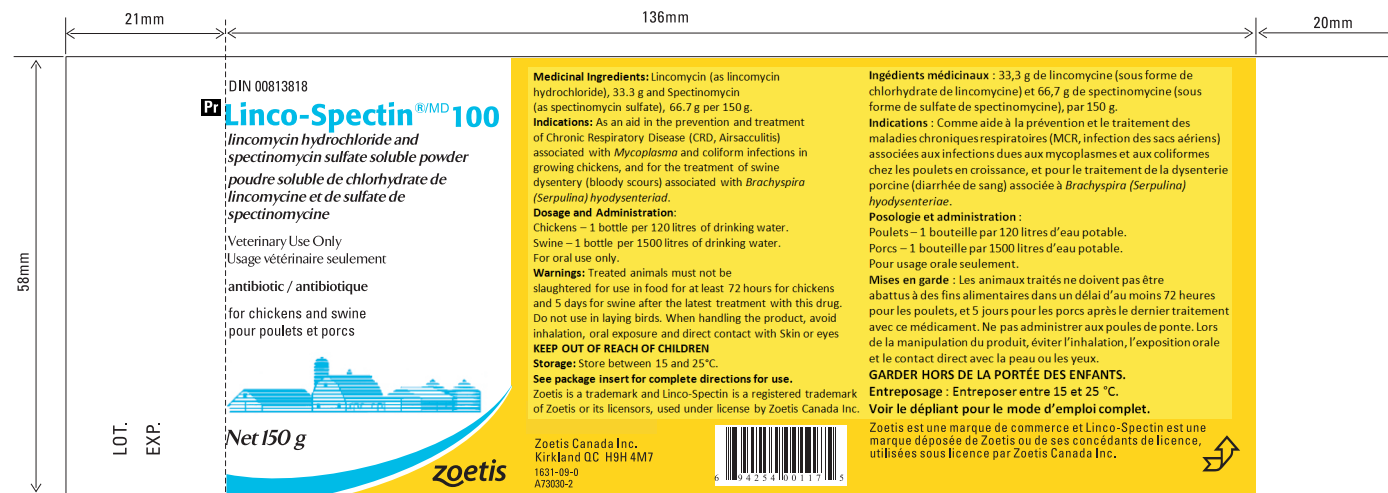 21mm
136mm
20mm
58mm
LOT.
EXP.
DIN 00813818
Pr Linco-Spectin®/MD 100
lincomycin hydrochloride and
spectinomycin sulfate soluble powder
poudre soluble de chlorhydrate de
lincomycine et de sulfate de
spectinomycine
Veterinary Use Only
Usage vétérinaire seulement
antibiotic / antibiotique
for chickens and swine
pour poulets et porcs
Net 150 g
zoetis
Medicinal Ingredients: Lincomycin (as lincomycin
hydrochloride), 33.3 g and Spectinomycin
(as spectinomycin sulfate), 66.7 g per 150 g.
Indications: As an aid in the prevention and treatment
of Chronic Respiratory Disease (CRD, Airsacculitis)
associated with Mycoplasma and coliform infections in
growing chickens, and for the treatment of swine
dysentery (bloody scours) associated with Brachyspira
(Serpulina) hyodysenteriad.
Dosage and Administration:
Chickens – 1 bottle per 120 litres of drinking water.
Swine – 1 bottle per 1500 litres of drinking water.
For oral use only.
Warnings: Treated animals must not be
slaughtered for use in food for at least 72 hours for chickens
and 5 days for swine after the latest treatment with this drug.
Do not use in laying birds. When handling the product, avoid
inhalation, oral exposure and direct contact with Skin or eyes
KEEP OUT OF REACH OF CHILDREN
Storage: Store between 15 and 25°C.
See package insert for complete directions for use.
Zoetis is a trademark and Linco-Spectin is a registered trademark
of Zoetis or its licensors, used under license by Zoetis Canada Inc.
Zoetis Canada Inc.
Kirkland QC H9H 4M7
1631-09-0
A73030-2
6 94254 00117 5
Ingédients médicinaux : 33,3 g de lincomycine (sous forme de
chlorhydrate de lincomycine) et 66,7 g de spectinomycine (sous
forme de sulfate de spectinomycine), par 150 g.
Indications : Comme aide à la prévention et le traitement des
maladies chroniques respiratoires (MCR, infection des sacs aériens)
associées aux infections dues aux mycoplasmes et aux coliformes
chez les poulets en croissance, et pour le traitement de la dysenterie
porcine (diarrhée de sang) associée à Brachyspira (Serpulina)
hyodysenteriae.
Posologie et administration :
Poulets – 1 bouteille par 120 litres d'eau potable.
Porcs – 1 bouteille par 1500 litres d'eau potable.
Pour usage orale seulement.
Mises en garde : Les animaux traités ne doivent pas être
abattus à des fins alimentaires dans un délai d'au moins 72 heures
pour les poulets, et 5 jours pour les porcs après le dernier traitement
avec ce médicament. Ne pas administrer aux poules de ponte. Lors
de la manipulation du produit, éviter l'inhalation, l'exposition orale
et le contact direct avec la peau ou les yeux.
GARDER HORS DE LA PORTÉE DES ENFANTS.
Entreposage : Entreposer entre 15 et 25 °C.
Voir le dépliant pour le mode d'emploi complet.
Zoetis est une marque de commerce et Linco-Spectin est une
marque déposée de Zoetis ou de ses concédants de licence,
utilisées sous licence par Zoetis Canada Inc.